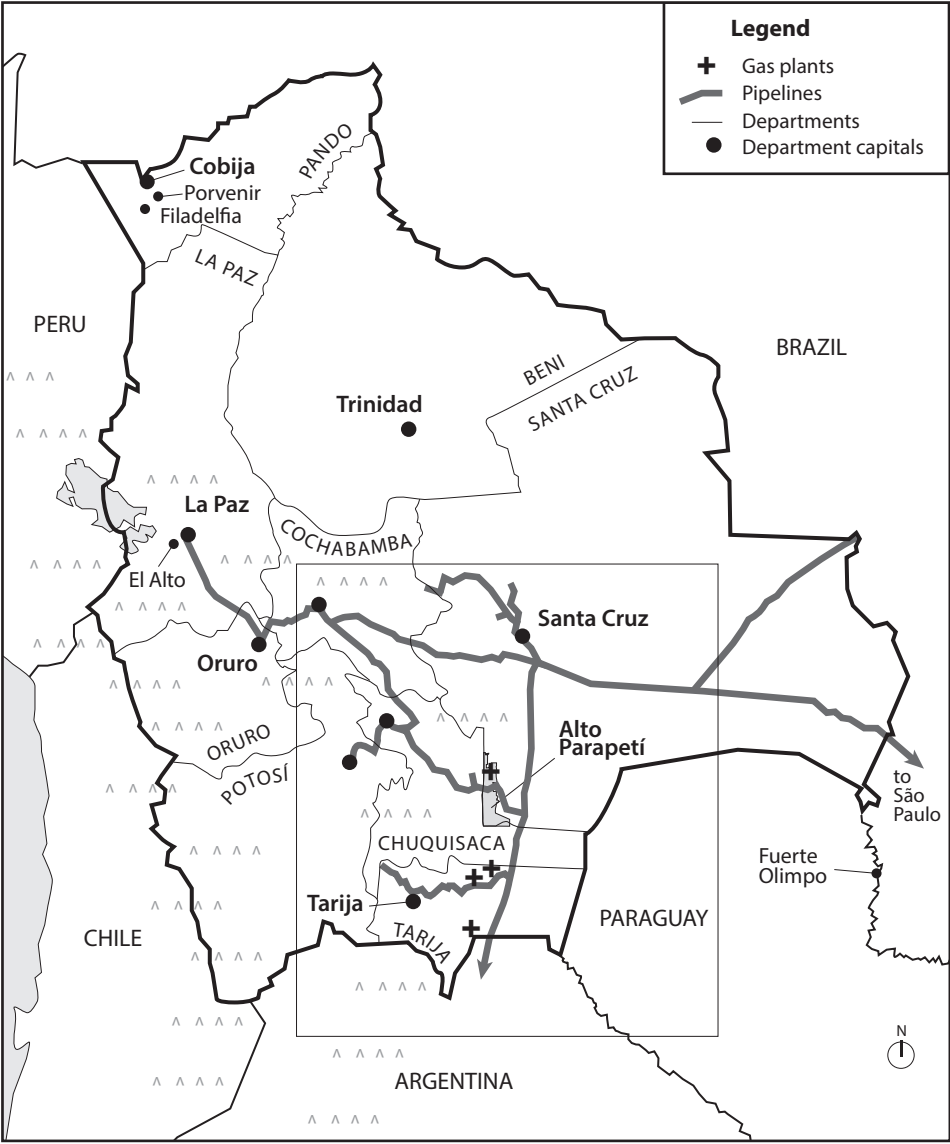 Legend
Gas plants
Pipelines
Departments
Department capitals
PANDO
Cobija
Porvenir
Filadelfia
LA PAZ
PERU
BRAZIL
BENI
SANTA CRUZ
Trinidad
La Paz
COCHABAMBA
El Alto
Santa Cruz
Oruro
ORURO
POTOSÍ
Alto
Parapetí
to
São
Paulo
CHUQUISACA
Fuerte
Olimpo
Tarija
TARIJA
PARAGUAY
CHILE
N
ARGENTINA